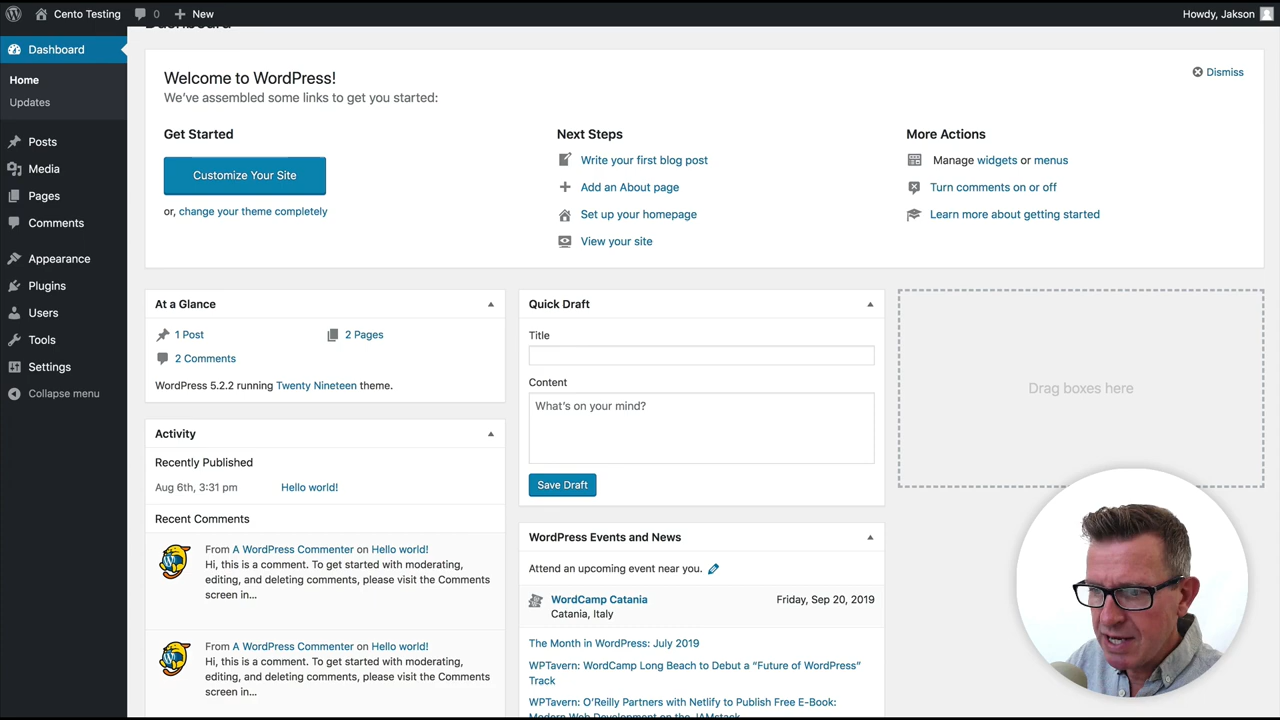 Cento Testing
0
New
Howdy, Jakson
Dashboard
Dashboard
Home
Updates
Posts
Media
Pages
Comments
Appearance
Plugins
Users
Tools
Settings
Collapse menu
Welcome to WordPress!
We've assembled some links to get you started:
Dismiss
Get Started
Customize Your Site
or, change your theme completely
Next Steps
Write your first blog post
Add an About page
Set up your homepage
View your site
More Actions
Manage widgets or menus
Turn comments on or off
Learn more about getting started
At a Glance
1 Post
2 Pages
2 Comments
WordPress 5.2.2 running Twenty Nineteen theme.
Activity
Recently Published
Aug 6th, 3:31 pm
Hello world!
Recent Comments
From A WordPress Commenter on Hello world!
Hi, this is a comment. To get started with moderating,
editing, and deleting comments, please visit the Comments
screen in…
From A WordPress Commenter on Hello world!
Hi, this is a comment. To get started with moderating,
editing, and deleting comments, please visit the Comments
screen in…
Quick Draft
Title
Content
What's on your mind?
Save Draft
WordPress Events and News
Attend an upcoming event near you.
WordCamp Catania
Friday, Sep 20, 2019
Catania, Italy
The Month in WordPress: July 2019
WPTavern: WordCamp Long Beach to Debut a “Future of WordPress”
Track
WPTavern: O'Reilly Partners with Netlify to Publish Free E-Book:
Modern Web Development on the JAMstack
Drag boxes here